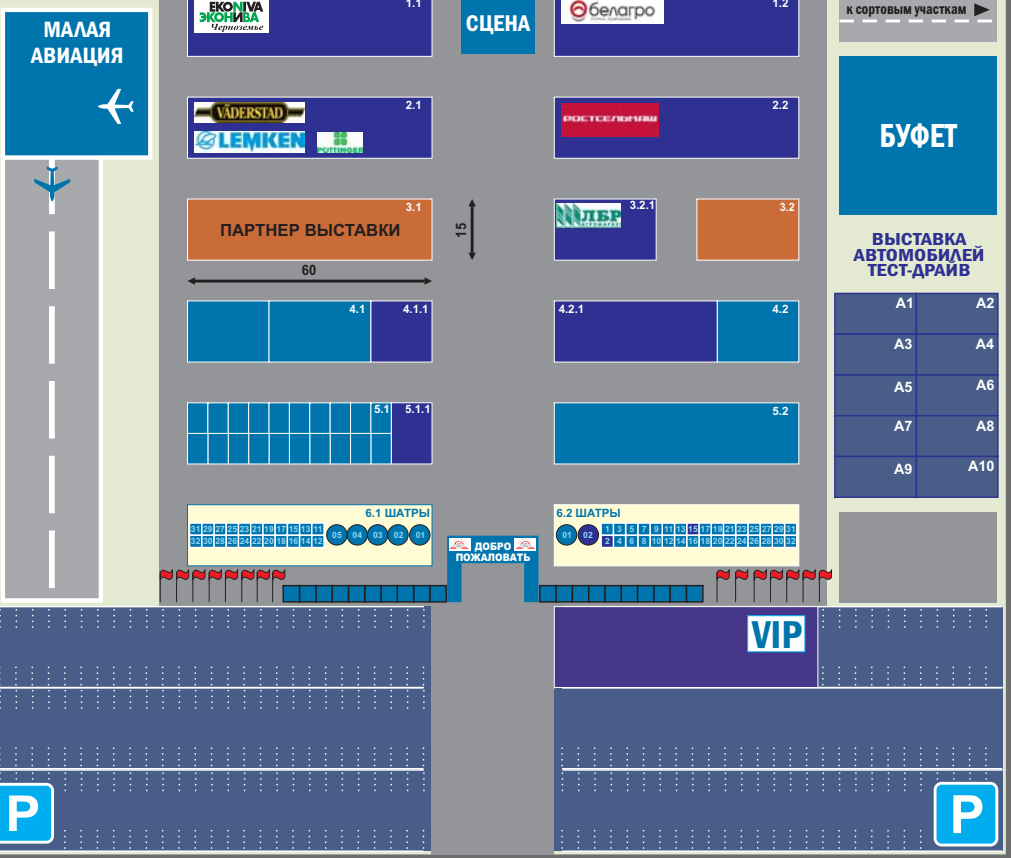 МАЛАЯ
АВИАЦИЯ
EKONIVA
ЭКОНИВА
Черноземье
1.1
СЦЕНА
белагро
1.2
к сортовым участкам
VÄDERSTAD
LEMKEN
PÖTTINGER
2.1
РОСТСЕЛЬМАШ
2.2
БУФЕТ
ПАРТНЕР ВЫСТАВКИ
3.1
15
60
ЛБР
АГРОМАРКЕТ
3.2.1
3.2
ВЫСТАВКА
АВТОМОБИЛЕЙ
ТЕСТ-ДРАЙВ
4.1
4.1.1
4.2.1
4.2
A1
A2
A3
A4
A5
A6
A7
A8
A9
A10
5.1
5.1.1
5.2
6.1 ШАТРЫ
31 29 27 25 23 21 19 17 15 13 11
32 30 28 26 24 22 20 18 16 14 12
05 04 03 02 01
6.2 ШАТРЫ
01 02
1 3 5 7 9 11 13 15 17 19 21 23 25 27 29 31
2 4 6 8 10 12 14 16 18 20 22 24 26 28 30 32
ДОБРО
ПОЖАЛОВАТЬ
VIP
P
P